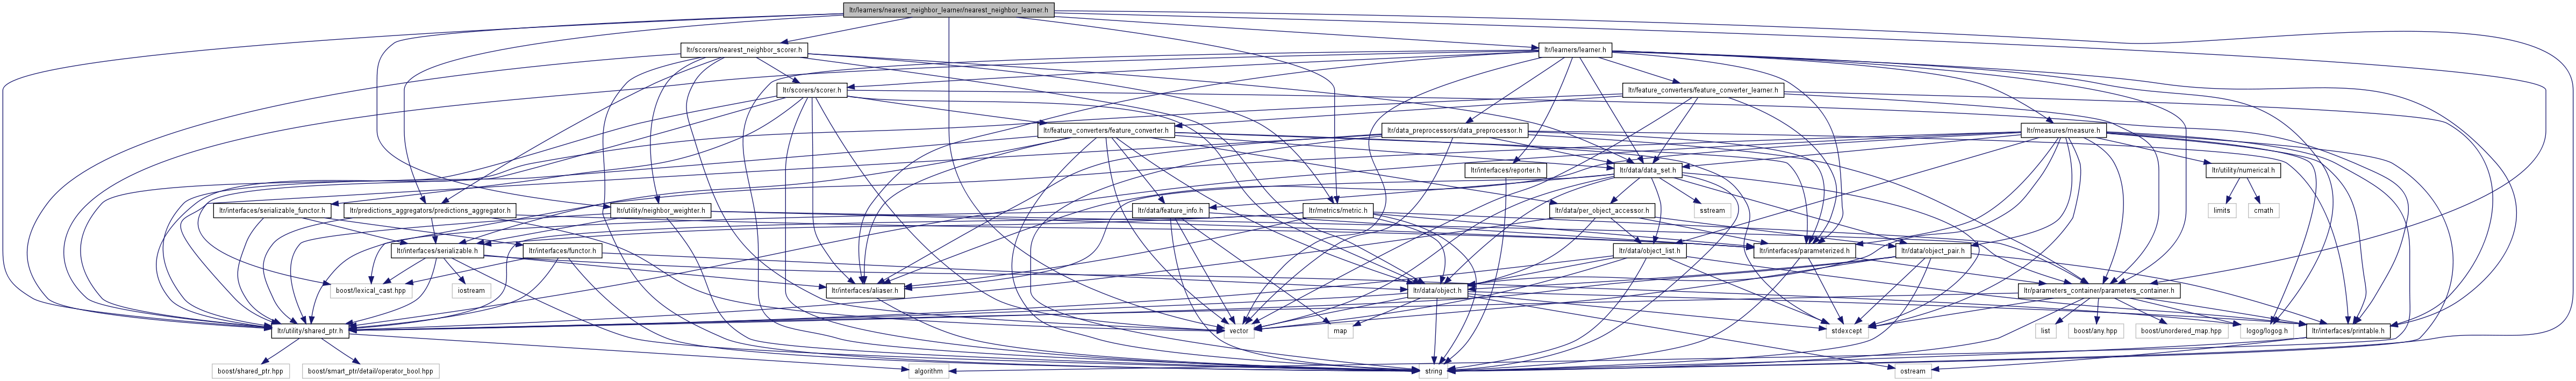 ltr/learners/nearest_neighbor_learner/nearest_neighbor_learner.h
ltr/scorers/nearest_neighbor_scorer.h
ltr/learners/learner.h
ltr/scorers/scorer.h
ltr/feature_converters/feature_converter_learner.h
ltr/feature_converters/feature_converter.h
ltr/data_preprocessors/data_preprocessor.h
ltr/measures/measure.h
ltr/interfaces/reporter.h
ltr/data/data_set.h
ltr/utility/numerical.h
ltr/interfaces/serializable_functor.h
ltr/predictions_aggregators/predictions_aggregator.h
ltr/utility/neighbor_weighter.h
ltr/data/feature_info.h
ltr/metrics/metric.h
ltr/data/per_object_accessor.h
sstream
limits
cmath
ltr/interfaces/serializable.h
ltr/interfaces/functor.h
ltr/data/object_list.h
ltr/interfaces/parameterized.h
ltr/data/object_pair.h
boost/lexical_cast.hpp
iostream
ltr/interfaces/aliaser.h
ltr/data/object.h
ltr/parameters_container/parameters_container.h
ltr/utility/shared_ptr.h
vector
map
stdexcept
list
boost/any.hpp
boost/unordered_map.hpp
logog/logog.h
ltr/interfaces/printable.h
boost/shared_ptr.hpp
boost/smart_ptr/detail/operator_bool.hpp
algorithm
string
ostream